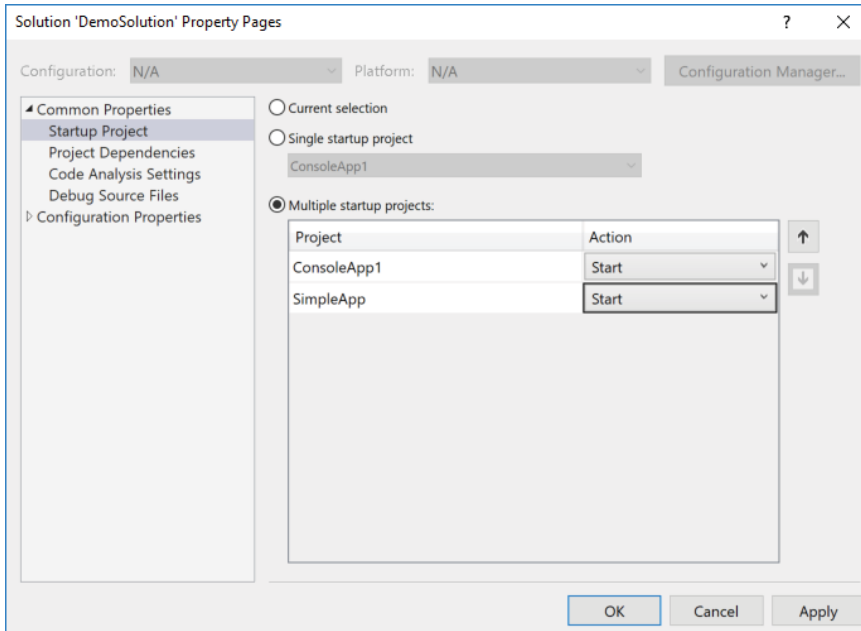 Solution 'DemoSolution' Property Pages ?
Configuration: N/A Platform: N/A Configuration Manager...
Common Properties
Startup Project
Project Dependencies
Code Analysis Settings
Debug Source Files
Configuration Properties
Current selection
Single startup project
ConsoleApp1
Multiple startup projects:
Project Action
ConsoleApp1 Start
SimpleApp Start
OK Cancel Apply